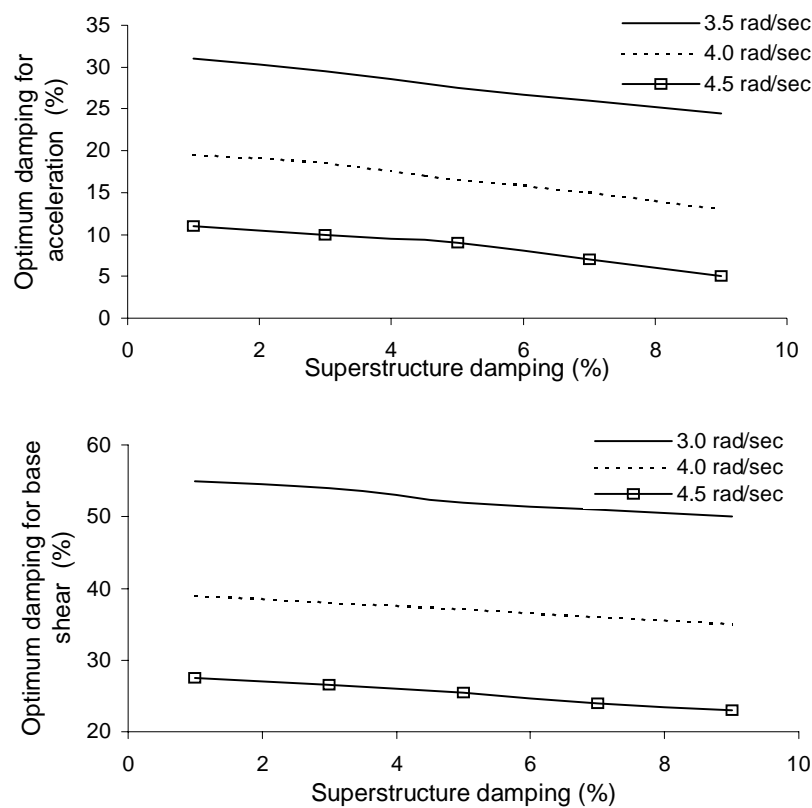 35
30
25
20
15
10
5
0
0 2 4 6 8 10
Optimum damping for
acceleration (%)
Superstructure damping (%)
3.5 rad/sec
4.0 rad/sec
4.5 rad/sec
60
50
40
30
20
0 2 4 6 8 10
Optimum damping for base
shear (%)
Superstructure damping (%)
3.0 rad/sec
4.0 rad/sec
4.5 rad/sec